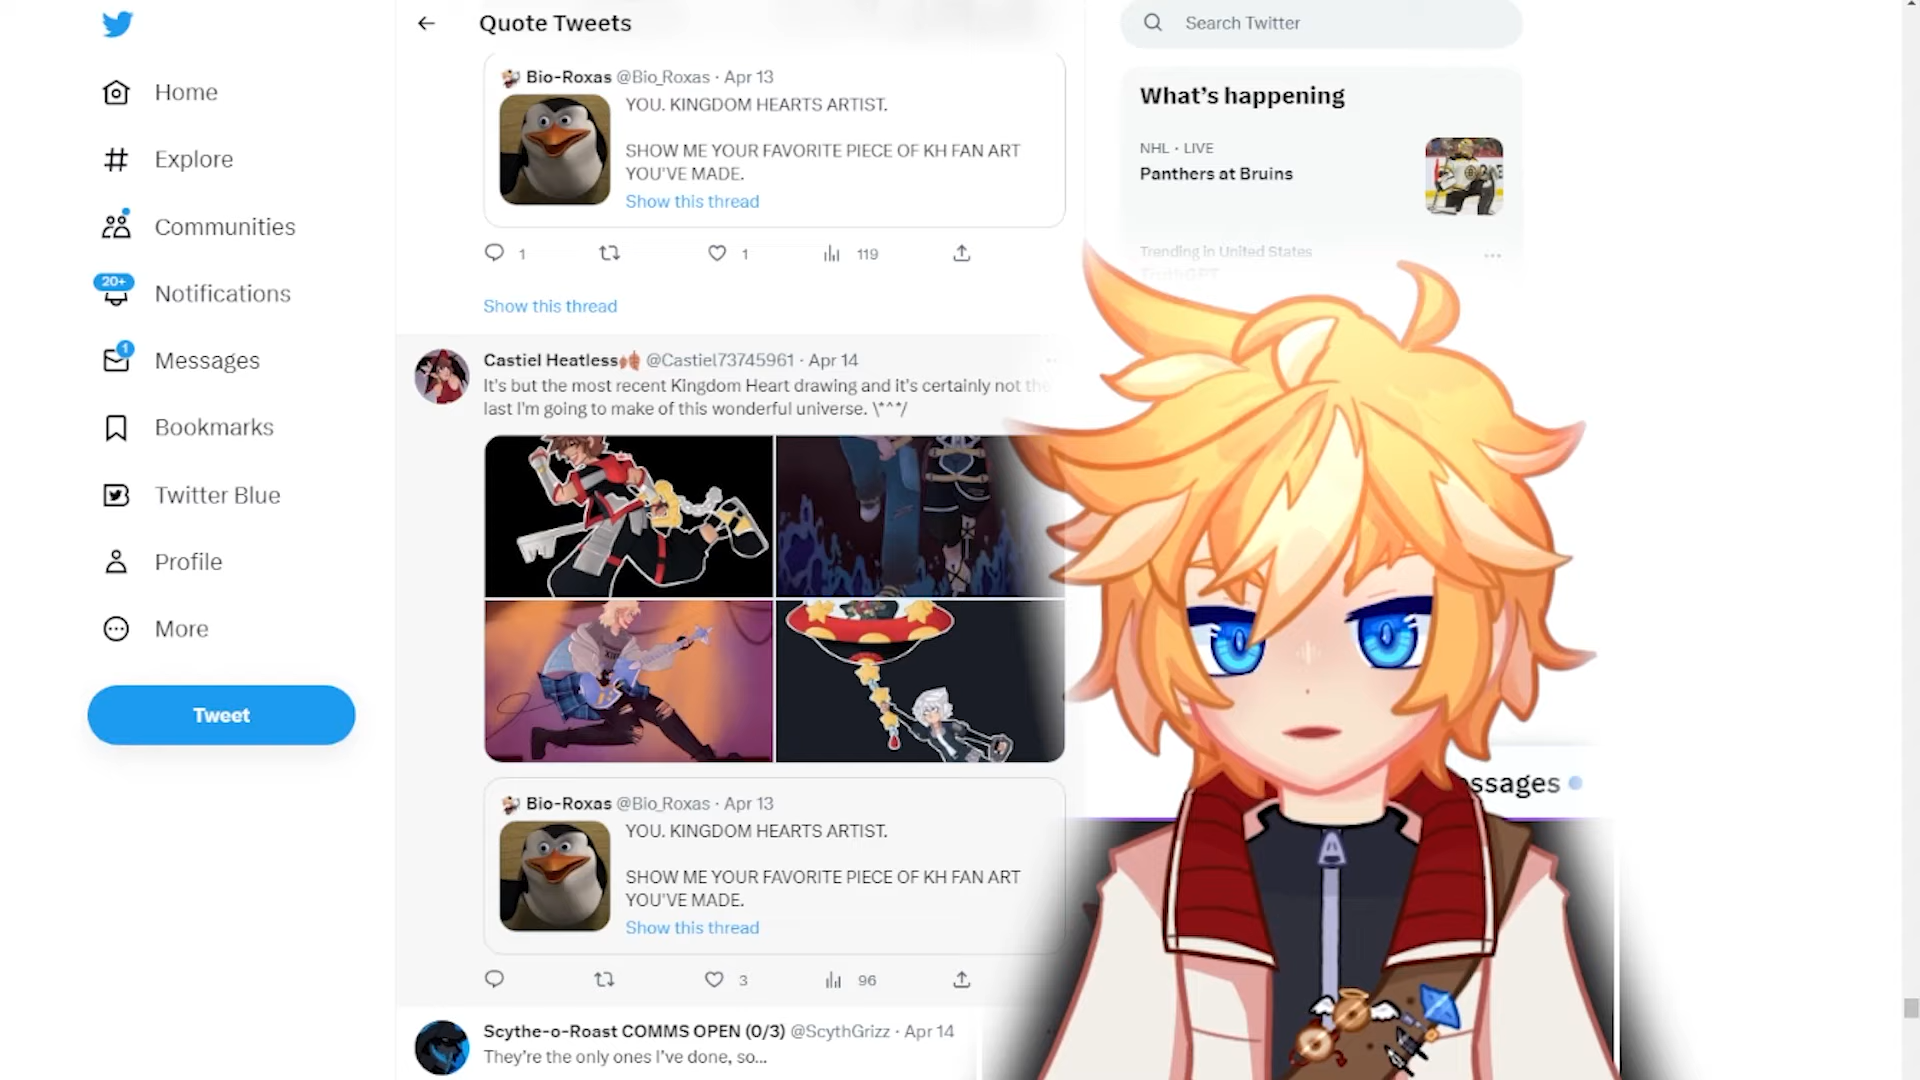 Home
Explore
Communities
20+
Notifications
1
Messages
Bookmarks
Twitter Blue
Profile
More
Tweet
Quote Tweets
Bio-Roxas @Bio_Roxas · Apr 13
YOU. KINGDOM HEARTS ARTIST.
SHOW ME YOUR FAVORITE PIECE OF KH FAN ART
YOU'VE MADE.
Show this thread
1
1
119
Show this thread
Castiel Heatless @Castiel73745961 · Apr 14
It's but the most recent Kingdom Heart drawing and it's certainly not the
last I'm going to make of this wonderful universe. \*^*/
Bio-Roxas @Bio_Roxas · Apr 13
YOU. KINGDOM HEARTS ARTIST.
SHOW ME YOUR FAVORITE PIECE OF KH FAN ART
YOU'VE MADE.
Show this thread
3
96
Scythe-o-Roast COMMS OPEN (0/3) @ScythGrizz · Apr 14
They're the only ones I've done, so...
Search Twitter
What's happening
NHL · LIVE
Panthers at Bruins
Trending in United States
TruthGPT
ssages